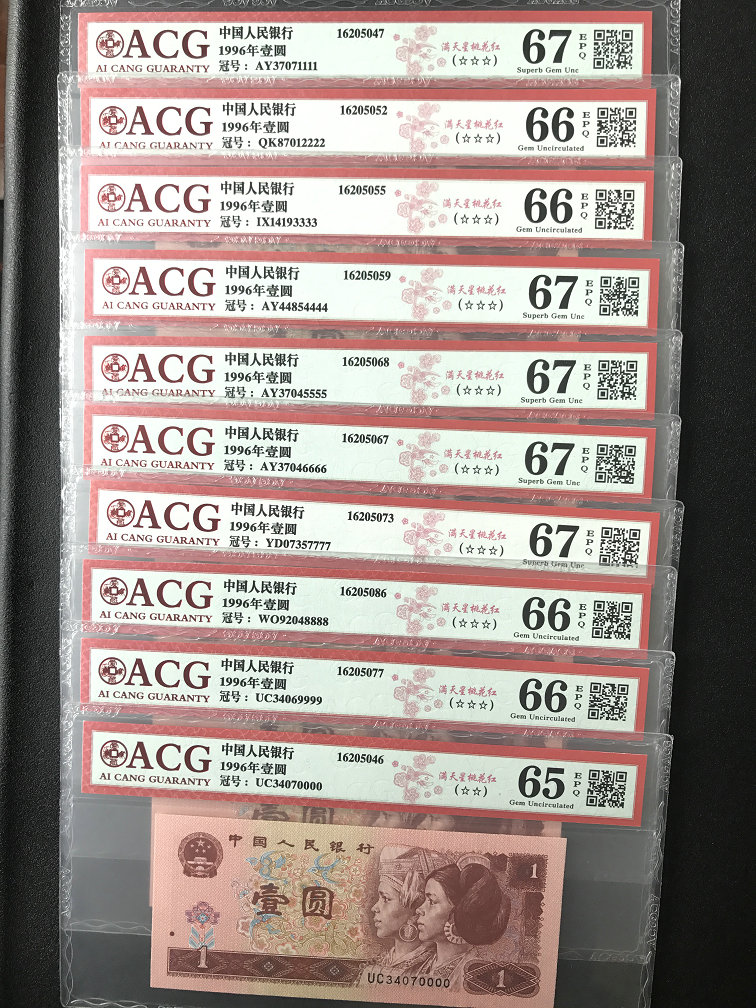 ACG
AI CANG GUARANTY
中国人民银行
1996年壹圆
冠号：AY37071111
16205047
满天星桃花红
(☆☆☆)
67
EPQ
Superb Gem Unc
ACG
AI CANG GUARANTY
中国人民银行
1996年壹圆
冠号：QK87012222
16205052
满天星桃花红
(☆☆☆)
66
EPQ
Gem Uncirculated
ACG
AI CANG GUARANTY
中国人民银行
1996年壹圆
冠号：IX14193333
16205055
满天星桃花红
(☆☆☆)
66
EPQ
Gem Uncirculated
ACG
AI CANG GUARANTY
中国人民银行
1996年壹圆
冠号：AY44854444
16205059
满天星桃花红
(☆☆☆)
67
EPQ
Superb Gem Unc
ACG
AI CANG GUARANTY
中国人民银行
1996年壹圆
冠号：AY37045555
16205068
满天星桃花红
(☆☆☆)
67
EPQ
Superb Gem Unc
ACG
AI CANG GUARANTY
中国人民银行
1996年壹圆
冠号：AY37046666
16205067
满天星桃花红
(☆☆☆)
67
EPQ
Superb Gem Unc
ACG
AI CANG GUARANTY
中国人民银行
1996年壹圆
冠号：YD07357777
16205073
满天星桃花红
(☆☆☆)
67
EPQ
Superb Gem Unc
ACG
AI CANG GUARANTY
中国人民银行
1996年壹圆
冠号：WO92048888
16205086
满天星桃花红
(☆☆☆)
66
EPQ
Gem Uncirculated
ACG
AI CANG GUARANTY
中国人民银行
1996年壹圆
冠号：UC34069999
16205077
满天星桃花红
(☆☆☆)
66
EPQ
Gem Uncirculated
ACG
AI CANG GUARANTY
中国人民银行
1996年壹圆
冠号：UC34070000
16205046
满天星桃花红
(☆☆)
65
EPQ
Gem Uncirculated
中国人民银行
壹圆
1
1
1
UC34070000